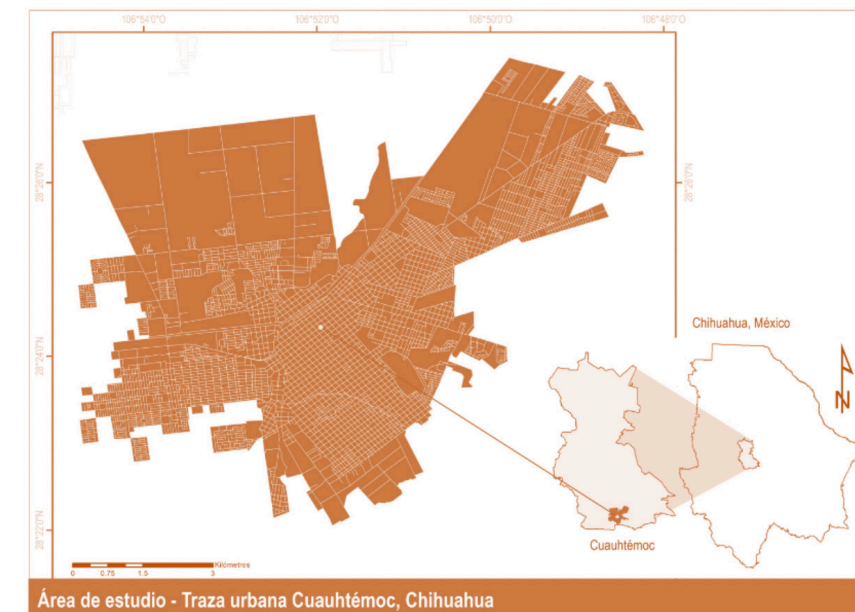 106°54'0"O 106°52'0"O 106°50'0"O 106°48'0"O
28°26'0"N
28°26'0"N
Chihuahua, México
28°24'0"N
N
28°22'0"N
Cuauhtémoc
Kilómetros
0 0.75 1.5 3
Área de estudio - Traza urbana Cuauhtémoc, Chihuahua